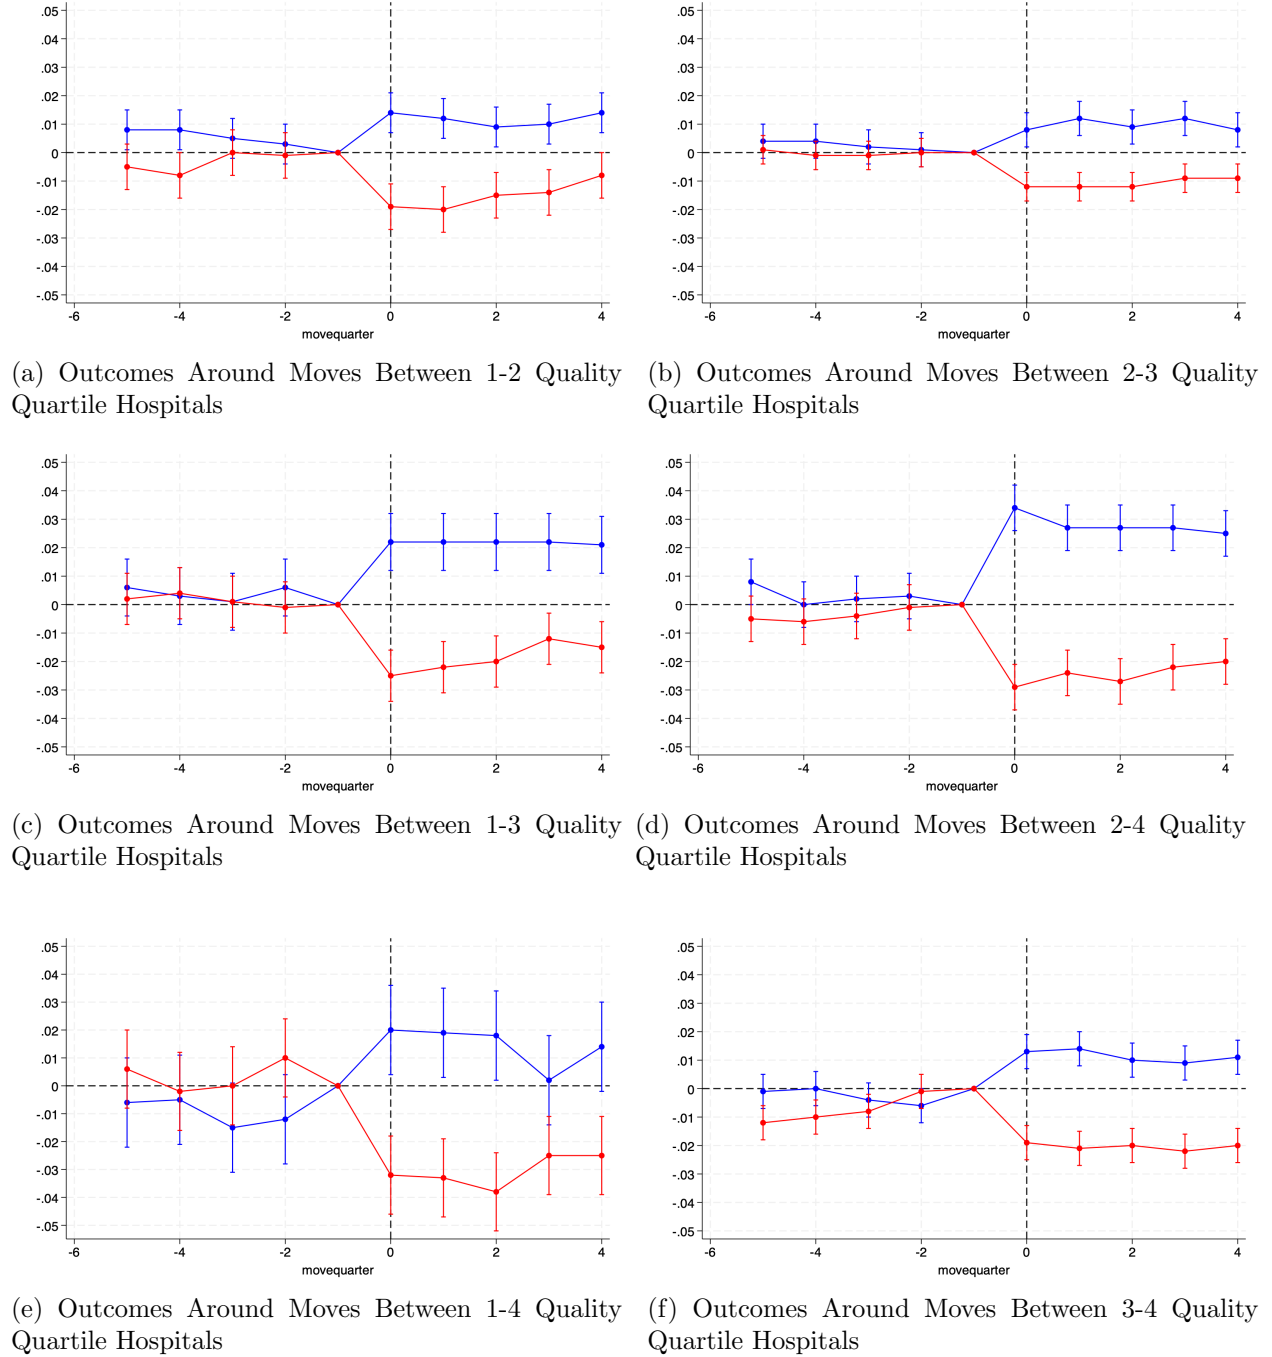 .05
.04
.03
.02
.01
0
-.01
-.02
-.03
-.04
-.05
-6 -4 -2 0 2 4
movequarter
.05
.04
.03
.02
.01
0
-.01
-.02
-.03
-.04
-.05
-6 -4 -2 0 2 4
movequarter
(a) Outcomes Around Moves Between 1-2 Quality
Quartile Hospitals
(b) Outcomes Around Moves Between 2-3 Quality
Quartile Hospitals
.05
.04
.03
.02
.01
0
-.01
-.02
-.03
-.04
-.05
-6 -4 -2 0 2 4
movequarter
.05
.04
.03
.02
.01
0
-.01
-.02
-.03
-.04
-.05
-6 -4 -2 0 2 4
movequarter
(c) Outcomes Around Moves Between 1-3 Quality
Quartile Hospitals
(d) Outcomes Around Moves Between 2-4 Quality
Quartile Hospitals
.05
.04
.03
.02
.01
0
-.01
-.02
-.03
-.04
-.05
-6 -4 -2 0 2 4
movequarter
.05
.04
.03
.02
.01
0
-.01
-.02
-.03
-.04
-.05
-6 -4 -2 0 2 4
movequarter
(e) Outcomes Around Moves Between 1-4 Quality
Quartile Hospitals
(f) Outcomes Around Moves Between 3-4 Quality
Quartile Hospitals